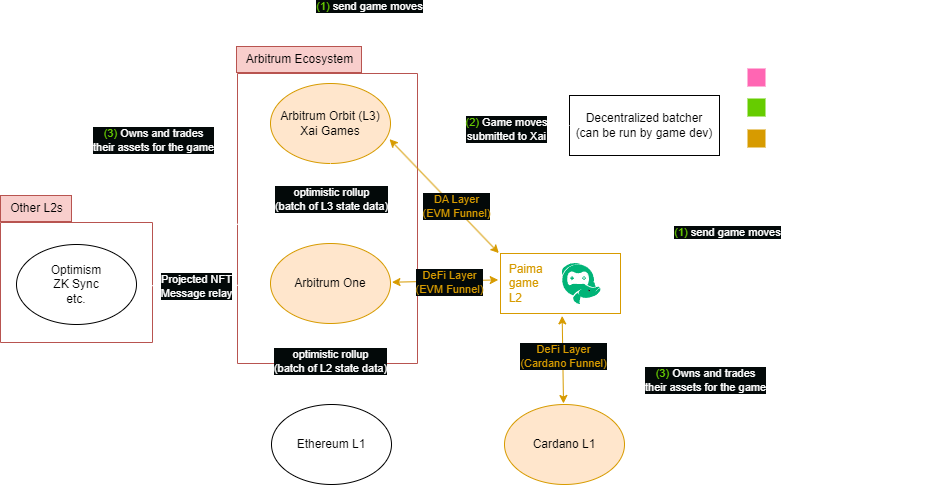 (1) send game moves
Arbitrum Ecosystem
Arbitrum Orbit (L3)
Xai Games
(3) Owns and trades
their assets for the game
(2) Game moves
submitted to Xai
Decentralized batcher
(can be run by game dev)
optimistic rollup
(batch of L3 state data)
DA Layer
(EVM Funnel)
Other L2s
(1) send game moves
Optimism
ZK Sync
etc.
Projected NFT
Message relay
Arbitrum One
DeFi Layer
(EVM Funnel)
Paima
game
L2
optimistic rollup
(batch of L2 state data)
DeFi Layer
(Cardano Funnel)
(3) Owns and trades
their assets for the game
Ethereum L1
Cardano L1